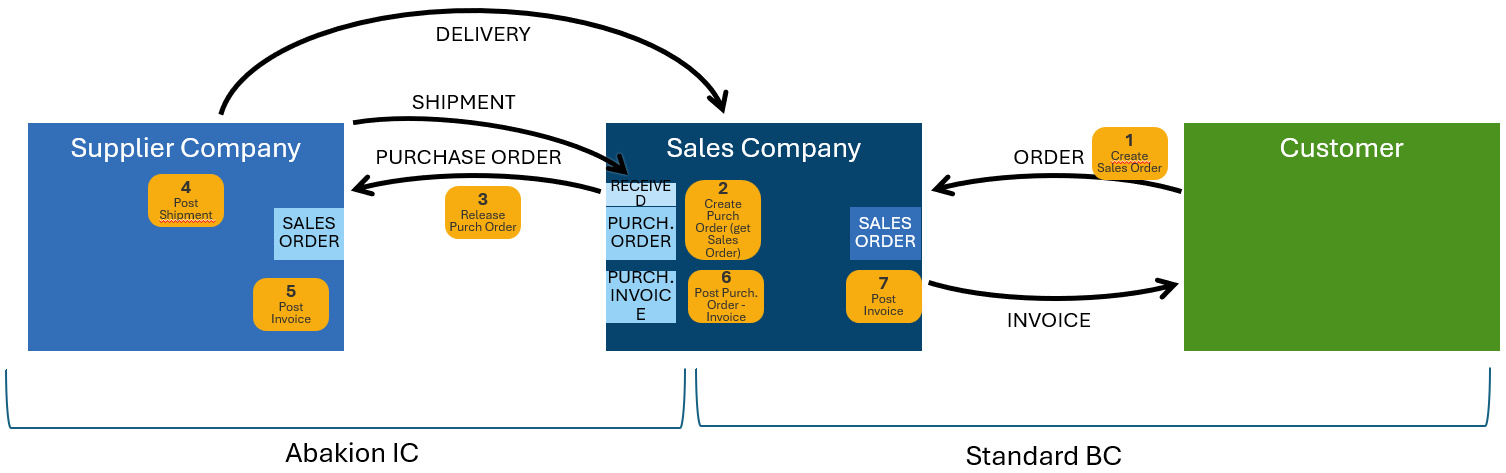 DELIVERY
SHIPMENT
PURCHASE ORDER
3
Release
Purch Order
Supplier Company
4
Post
Shipment
SALES
ORDER
5
Post
Invoice
Sales Company
RECEIVE
D
PURCH.
ORDER
2
Create
Purch
Order (get
Sales
Order)
SALES
ORDER
PURCH.
INVOIC
E
6
Post Purch.
Order -
Invoice
7
Post
Invoice
ORDER
1
Create
Sales Order
INVOICE
Customer
Abakion IC
Standard BC